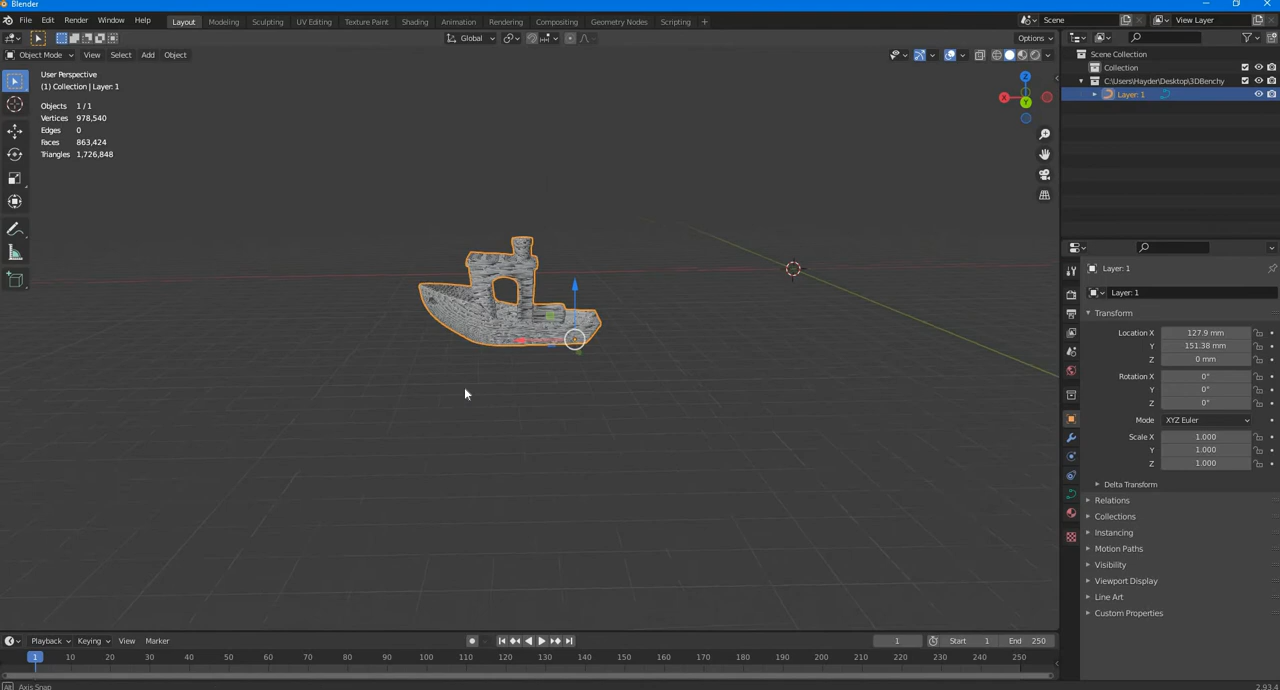 Blender
File Edit Render Window Help Layout Modeling Sculpting UV Editing Texture Paint Shading Animation Rendering Compositing Geometry Nodes Scripting + Scene View Layer
Global Options
Object Mode View Select Add Object
User Perspective
(1) Collection | Layer: 1
Objects 1 / 1
Vertices 978,540
Edges 0
Faces 863,424
Triangles 1,726,848
X
Z
Y
Scene Collection
Collection
C:\Users\Hayden\Desktop\3DBenchy
Layer: 1
Layer: 1
Layer: 1
Transform
Location X 127.9 mm
Y 151.38 mm
Z 0 mm
Rotation X 0°
Y 0°
Z 0°
Mode XYZ Euler
Scale X 1.000
Y 1.000
Z 1.000
Delta Transform
Relations
Collections
Instancing
Motion Paths
Visibility
Viewport Display
Line Art
Custom Properties
Playback Keying View Marker 1 Start 1 End 250
1 10 20 30 40 50 60 70 80 90 100 110 120 130 140 150 160 170 180 190 200 210 220 230 240 250
Alt Axis Snap 2.93.4